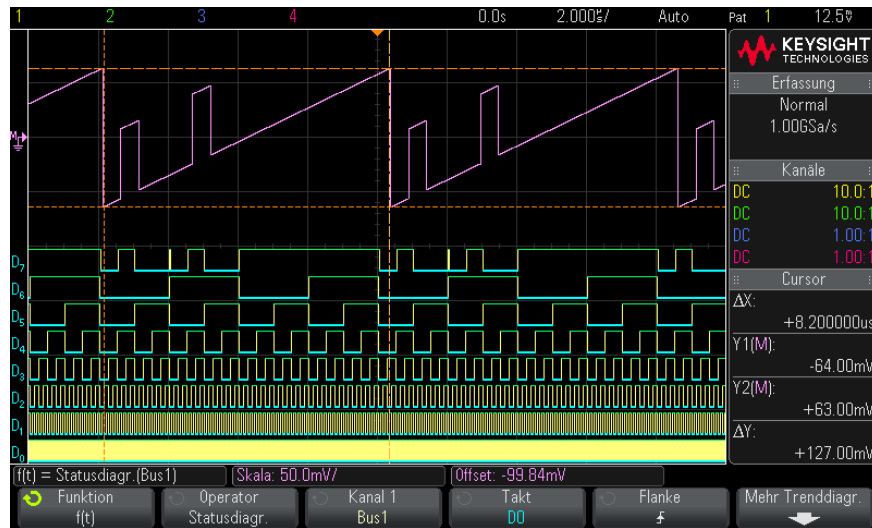 1 2 3 4 0.0s 2.000㎲/ Auto Pat 1 12.5V
KEYSIGHT
TECHNOLOGIES
Erfassung
Normal
1.00GSa/s
Kanäle
DC 10.0:1
DC 10.0:1
DC 1.00:1
DC 1.00:1
Cursor
ΔX:
+8.200000us
Y1(M):
-64.00mV
Y2(M):
+63.00mV
ΔY:
+127.00mV
M
D7
D6
D5
D4
D3
D2
D1
D0
f(t) = Statusdiagr.(Bus1) Skala: 50.0mV/ Offset: -99.84mV
Funktion Operator Kanal 1 Takt Flanke Mehr Trenddiagr.
f(t) Statusdiagr. Bus1 D0